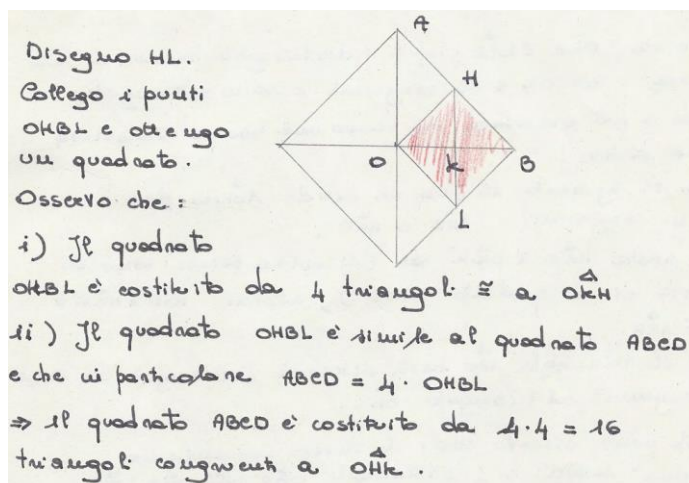 A
Disegno HL.
H
Collego i punti
OHBL e ottengo
un quadrato.
O
K
B
Osservo che:
L
i) Il quadrato
OHBL è costituito da 4 triangoli ≅ a OK̂H
ii) Il quadrato OHBL è simile al quadrato ABCD
e che in particolare ABCD = 4 · OHBL
⇒ il quadrato ABCD è costituito da 4·4 = 16
triangoli congruenti a OĤK.